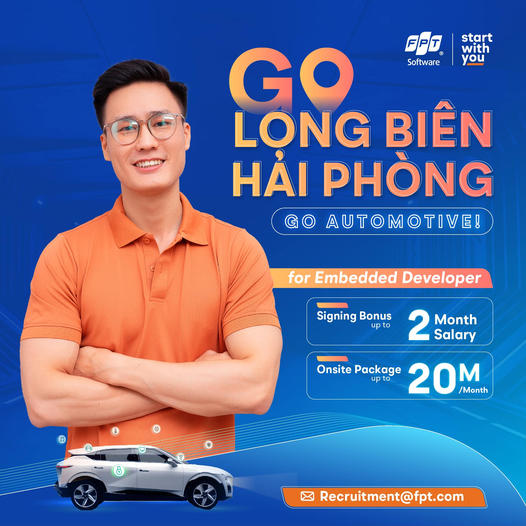 FPT
Software
start
with
you
GO
LONG BIÊN
HẢI PHÒNG
GO AUTOMOTIVE!
for Embedded Developer
Signing Bonus
up to
2 Month
Salary
Onsite Package
up to
20M
/Month
Recruitment@fpt.com